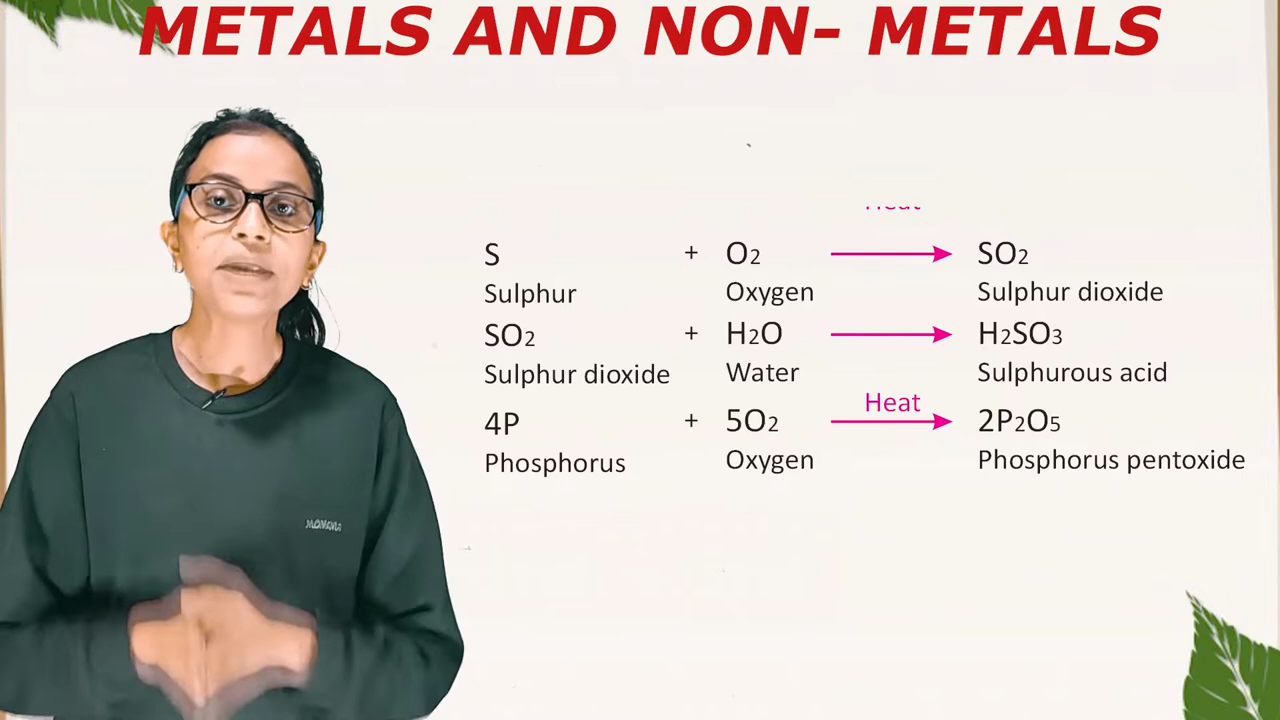 METALS AND NON- METALS
Heat
S + O2 SO2
Sulphur Oxygen Sulphur dioxide
SO2 + H2O H2SO3
Sulphur dioxide Water Sulphurous acid
Heat
4P + 5O2 2P2O5
Phosphorus Oxygen Phosphorus pentoxide